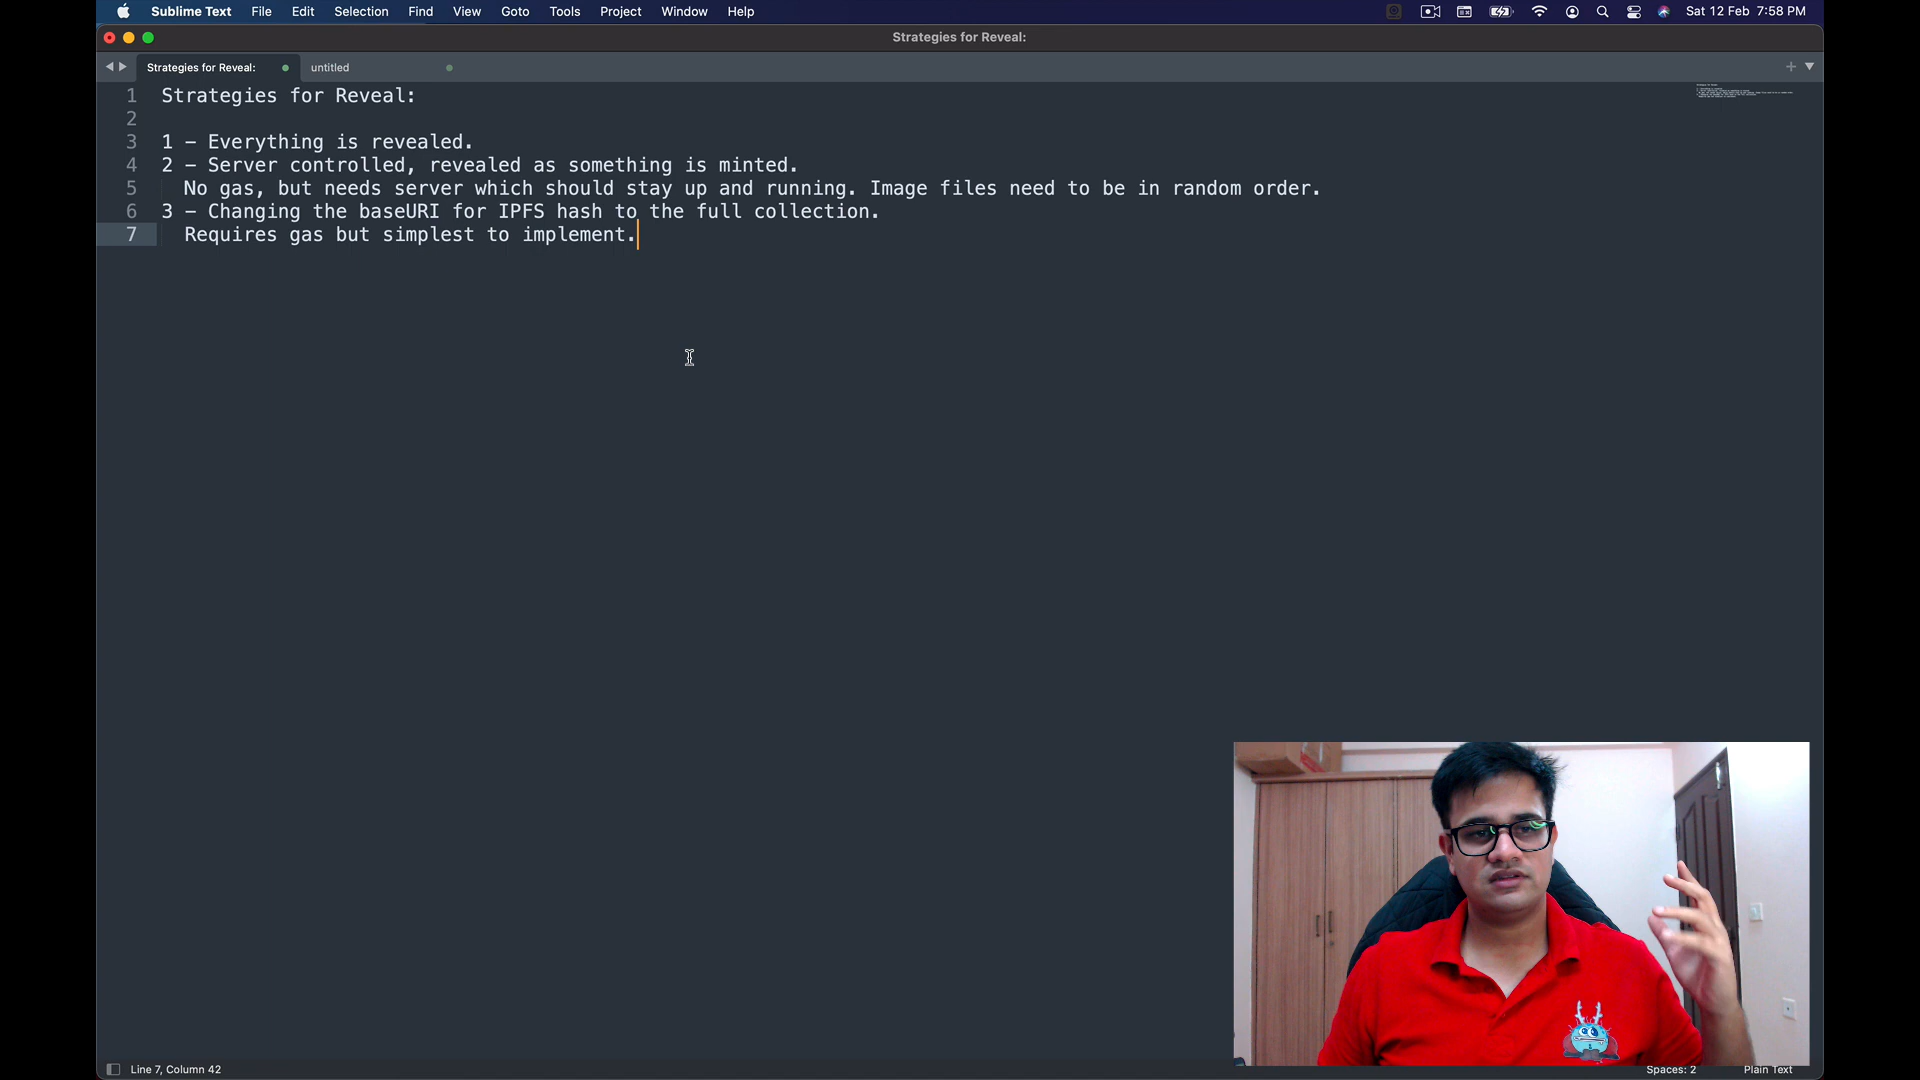 Sublime Text File Edit Selection Find View Goto Tools Project Window Help Sat 12 Feb 7:58 PM
Strategies for Reveal:
Strategies for Reveal: untitled
1 Strategies for Reveal:
2
3 1 – Everything is revealed.
4 2 – Server controlled, revealed as something is minted.
5 No gas, but needs server which should stay up and running. Image files need to be in random order.
6 3 – Changing the baseURI for IPFS hash to the full collection.
7 Requires gas but simplest to implement.
Line 7, Column 42 Spaces: 2 Plain Text